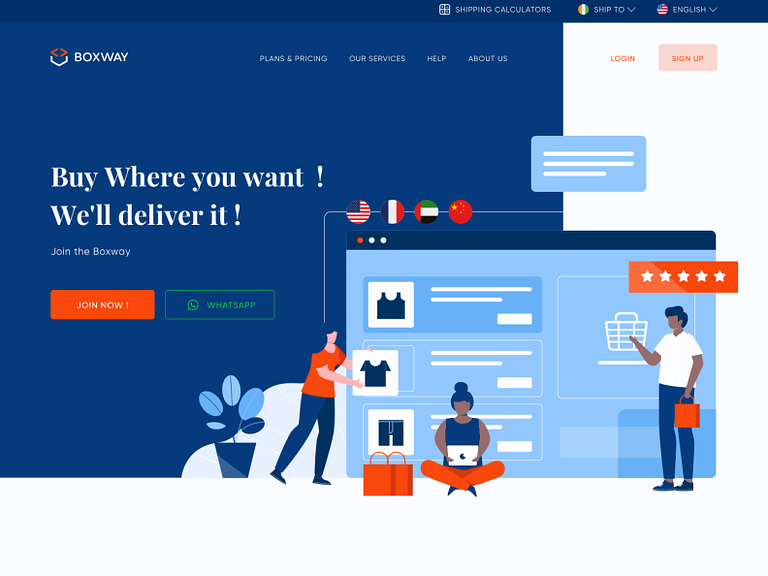 SHIPPING CALCULATORS SHIP TO ENGLISH
BOXWAY PLANS & PRICING OUR SERVICES HELP ABOUT US LOGIN SIGN UP
Buy Where you want !
We'll deliver it !
Join the Boxway
JOIN NOW ! WHATSAPP